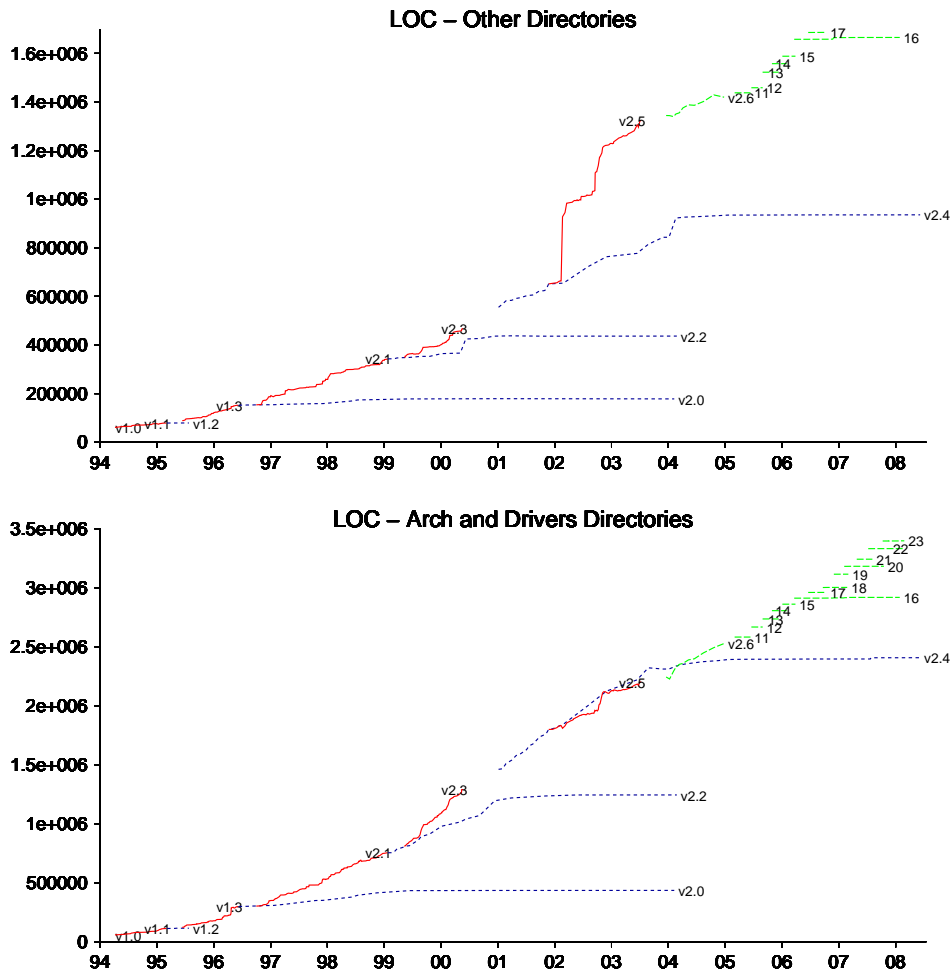 LOC – Other Directories
17
1.6e+006
16
15
14
13
1.4e+006
v2.6 11 12
v2.5
1.2e+006
1e+006
v2.4
800000
600000
v2.3
400000
v2.1
v2.2
200000
v1.3
v2.0
v1.0 v1.1 v1.2
0
94 95 96 97 98 99 00 01 02 03 04 05 06 07 08
LOC – Arch and Drivers Directories
3.5e+006
23
22
21
20
19
3e+006
18
17
16
15
14
13
12
11
2.5e+006
v2.6
v2.4
v2.5
2e+006
1.5e+006
v2.3
v2.2
1e+006
v2.1
500000
v2.0
v1.3
v1.0 v1.1 v1.2
0
94 95 96 97 98 99 00 01 02 03 04 05 06 07 08